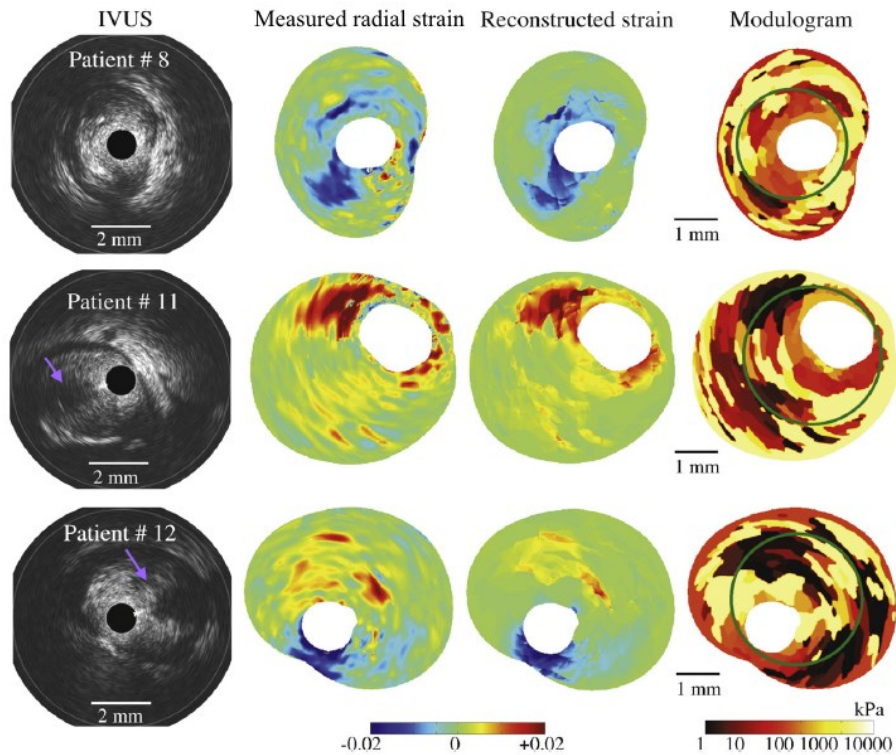 IVUS Measured radial strain Reconstructed strain Modulogram
Patient # 8
2 mm
1 mm
Patient # 11
2 mm
1 mm
Patient # 12
2 mm
1 mm
kPa
-0.02 0 +0.02
1 10 100 1000 10000